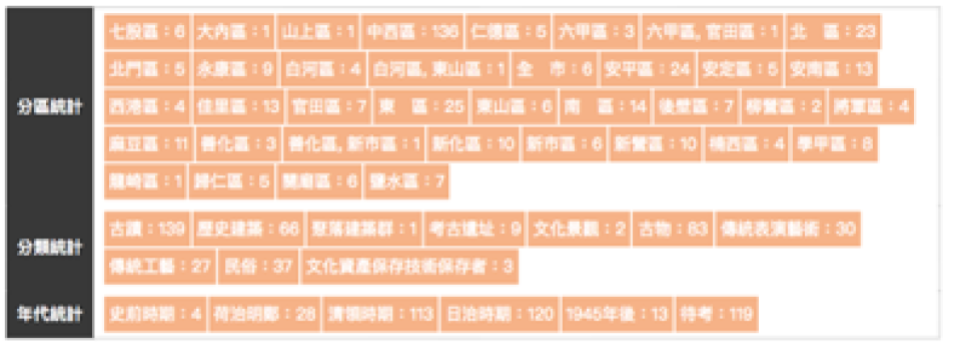 分區統計
七股區：6 大內區：1 山上區：1 中西區：136 仁德區：5 六甲區：3 六甲區, 官田區：1 北　區：23
北門區：5 永康區：9 白河區：4 白河區, 東山區：1 全　市：6 安平區：24 安定區：5 安南區：13
西港區：4 佳里區：13 官田區：7 東　區：25 東山區：6 南　區：14 後壁區：7 柳營區：2 將軍區：4
麻豆區：11 善化區：3 善化區, 新市區：1 新化區：10 新市區：6 新營區：10 楠西區：4 學甲區：8
龍崎區：1 歸仁區：5 關廟區：6 鹽水區：7
分類統計
古蹟：139 歷史建築：66 聚落建築群：1 考古遺址：9 文化景觀：2 古物：83 傳統表演藝術：30
傳統工藝：27 民俗：37 文化資產保存技術保存者：3
年代統計
史前時期：4 荷治明鄭：28 清領時期：113 日治時期：120 1945年後：13 待考：119